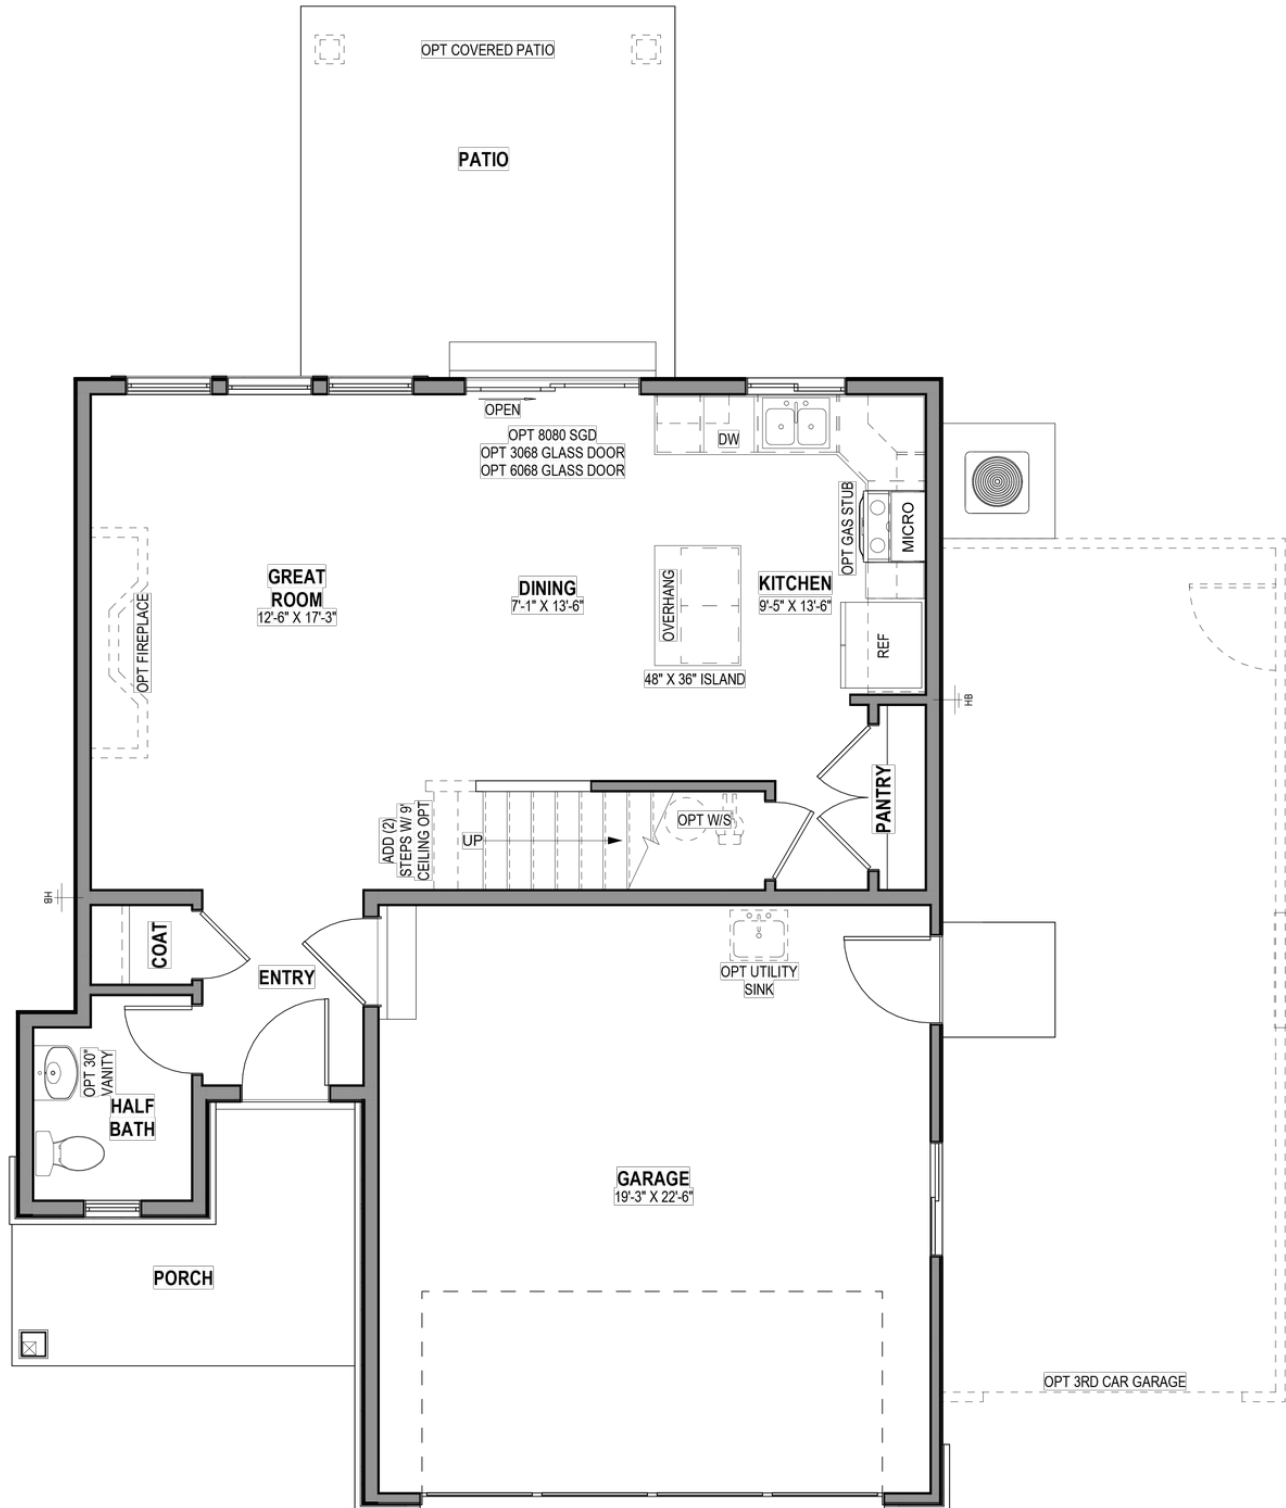 OPT COVERED PATIO
PATIO
OPEN
OPT 8080 SGD
OPT 3068 GLASS DOOR
OPT 6068 GLASS DOOR
DW
OPT GAS STUB
MICRO
GREAT
ROOM
12'-6" X 17'-3"
DINING
7'-1" X 13'-6"
OVERHANG
KITCHEN
9'-5" X 13'-6"
OPT FIREPLACE
REF
48" X 36" ISLAND
HB
PANTRY
ADD (2)
STEPS W/ 9'
CEILING OPT
UP
OPT W/S
HB
COAT
ENTRY
OPT UTILITY
SINK
OPT 30"
VANITY
HALF
BATH
GARAGE
19'-3" X 22'-6"
PORCH
OPT 3RD CAR GARAGE